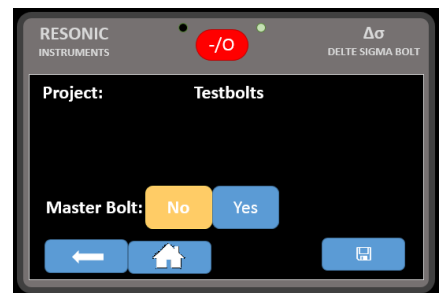 RESONIC
INSTRUMENTS
-/O
Δσ
DELTE SIGMA BOLT
Project: Testbolts
Master Bolt: No Yes